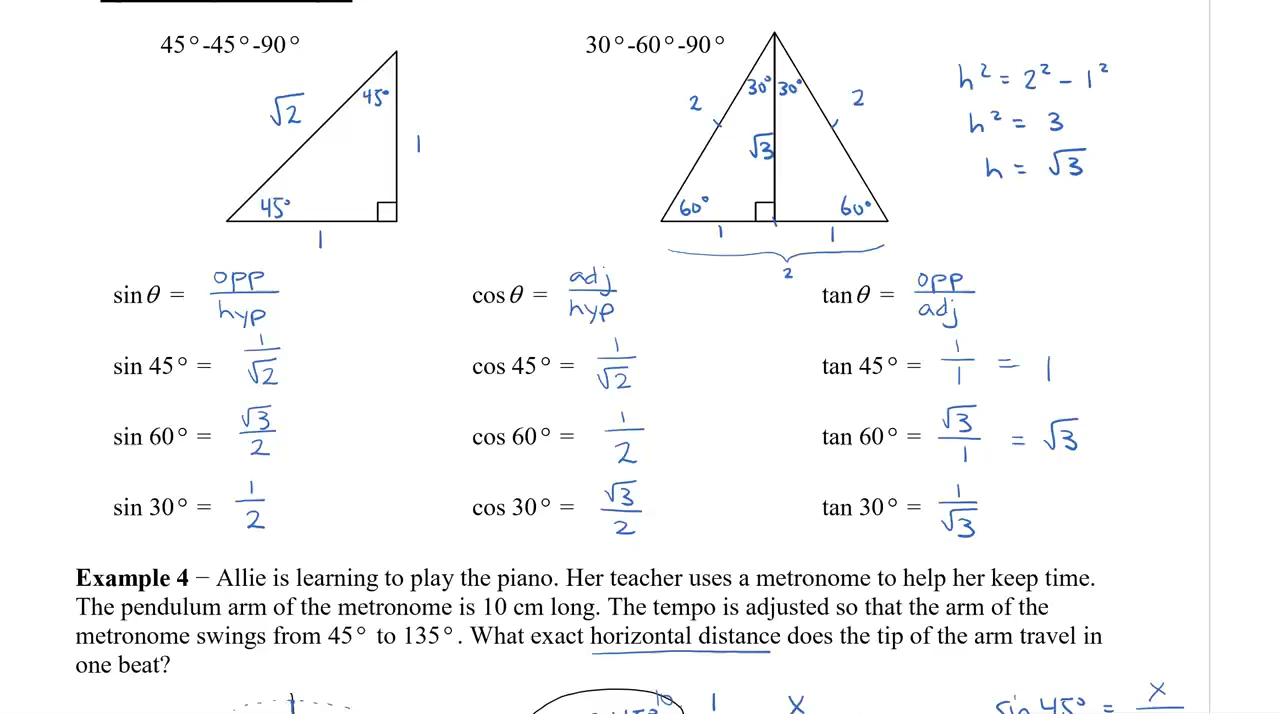 45°-45°-90°
30°-60°-90°
√2
45°
1
45°
1
30° 30°
2
2
√3
60°
60°
1
1
2
h² = 2² − 1²
h² = 3
h = √3
sin θ = opp/hyp
cos θ = adj/hyp
tan θ = opp/adj
sin 45° = 1/√2
cos 45° = 1/√2
tan 45° = 1/1 = 1
sin 60° = √3/2
cos 60° = 1/2
tan 60° = √3/1 = √3
sin 30° = 1/2
cos 30° = √3/2
tan 30° = 1/√3
Example 4 − Allie is learning to play the piano. Her teacher uses a metronome to help her keep time.
The pendulum arm of the metronome is 10 cm long. The tempo is adjusted so that the arm of the
metronome swings from 45° to 135°. What exact horizontal distance does the tip of the arm travel in
one beat?
10
1
x
sin 45° = x